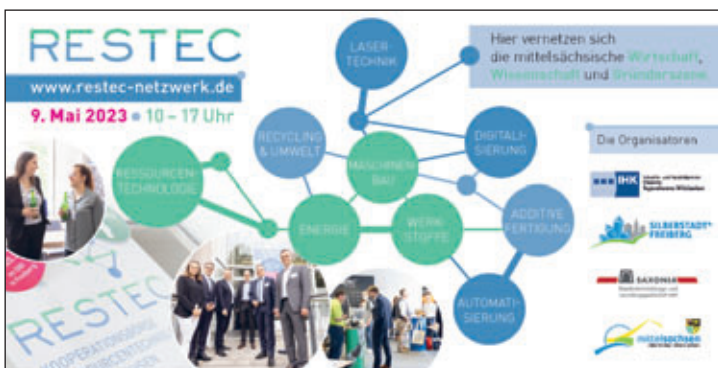 RESTEC
www.restec-netzwerk.de
9. Mai 2023 • 10 – 17 Uhr
Hier vernetzen sich
die mittelsächsische Wirtschaft,
Wissenschaft und Gründerszene.
LASER-
TECHNIK
RECYCLING
& UMWELT
DIGITALI-
SIERUNG
MASCHINEN-
BAU
RESSOURCEN-
TECHNOLOGIE
ENERGIE
WERK-
STOFFE
ADDITIVE
FERTIGUNG
AUTOMATI-
SIERUNG
Die Organisatoren
IHK
SILBERSTADT
FREIBERG
SAXONIA
mittelsachsen
RESTEC
KOOPERATIONSBÖRSE